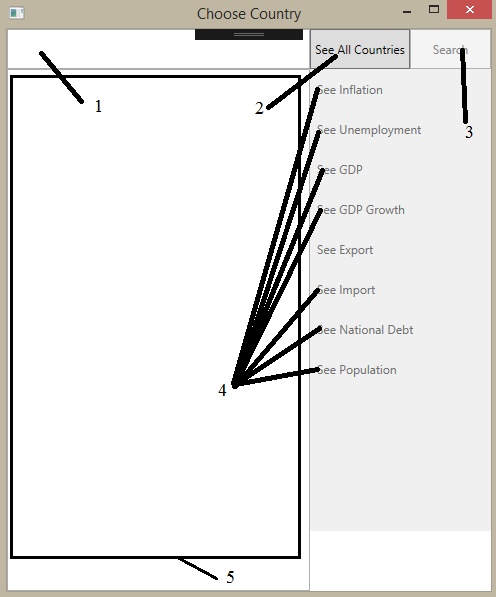 Choose Country
See All Countries
Search
1
2
3
See Inflation
See Unemployment
See GDP
See GDP Growth
See Export
See Import
See National Debt
See Population
4
5